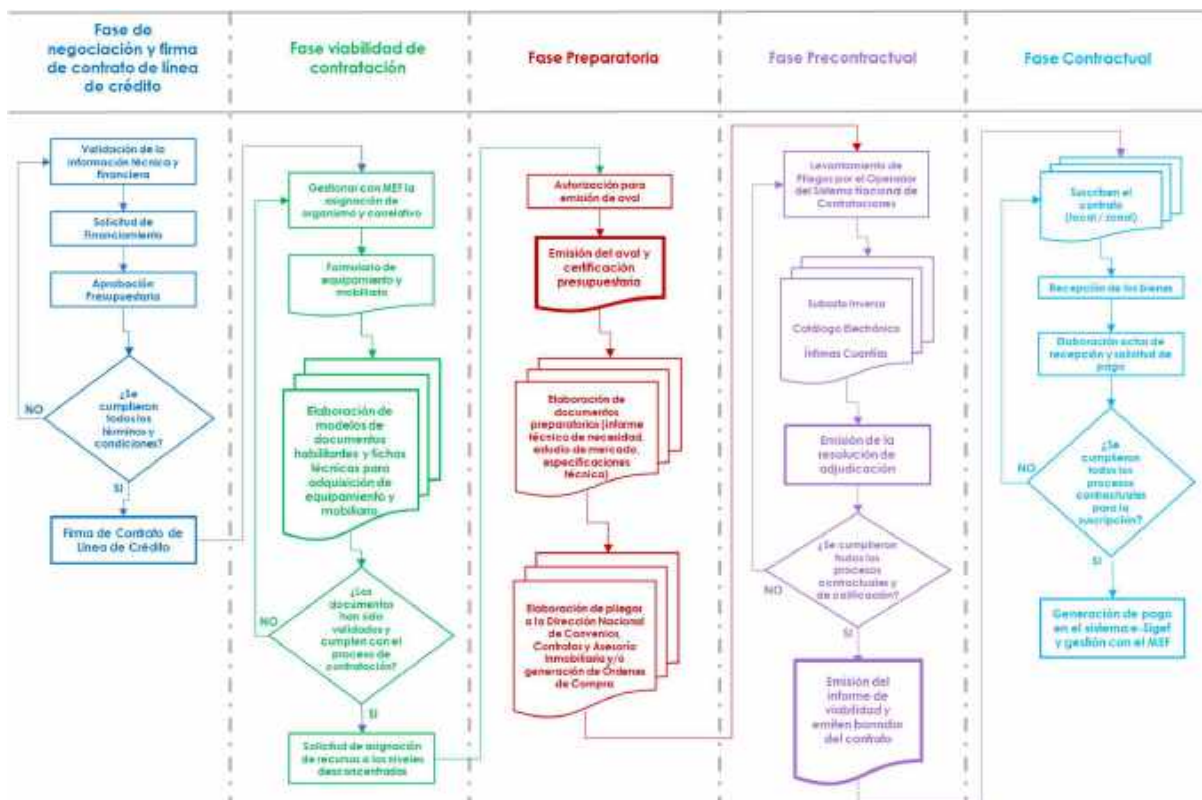 Fase de
negociación y firma
de contrato de línea
de crédito
Validación de la
información técnica y
financiera
Solicitud de
Financiamiento
Aprobación
Presupuestaria
¿Se
cumplieron
todos los
términos y
condiciones?
NO
SI
Firma de Contrato de
Línea de Crédito
Fase viabilidad de
contratación
Gestionar con MEF la
asignación de
organismo y correlativo
Formulario de
equipamiento y
mobiliario
Elaboración de
modelos de
documentos
habilitantes y fichas
técnicas para
adquisición de
equipamiento y
mobiliario
¿Los
documentos
han sido
validados y
cumplen con el
proceso de
contratación?
NO
SI
Solicitud de asignación
de recursos a los niveles
desconcentrados
Fase Preparatoria
Autorización para
emisión de aval
Emisión del aval y
certificación
presupuestaria
Elaboración de
documentos
preparatorios (informe
técnico de necesidad,
estudio de mercado,
especificaciones
técnica)
Elaboración de pliegos
a la Dirección Nacional
de Convenios,
Contratos y Asesoría
Inmobiliaria y/o
generación de Ordenes
de Compra
Fase Precontractual
Levantamiento de
Pliegos por el Operador
del Sistema Nacional de
Contrataciones
Subasta Inversa
Catálogo Electrónico
Ínfimas Cuantías
Emisión de la
resolución de
adjudicación
¿Se cumplieron
todos los
procesos
contractuales y
de calificación?
NO
SI
Emisión del
informe de
viabilidad y
emiten borrador
del contrato
Fase Contractual
Suscriben el
contrato
(local / zonal)
Recepción de los bienes
Elaboración actas de
recepción y solicitud de
pago
¿Se
cumplieron
todos los
procesos
contractuales
para la
suscripción?
NO
SI
Generación de pago
en el sistema e-Sigef
y gestión con el MEF